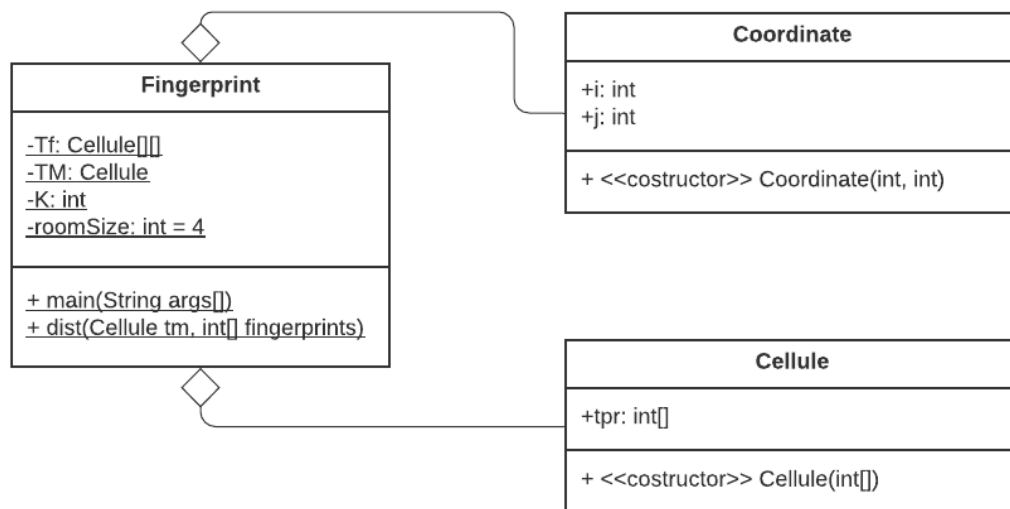 Fingerprint
-Tf: Cellule[][]
-TM: Cellule
-K: int
-roomSize: int = 4
+ main(String args[])
+ dist(Cellule tm, int[] fingerprints)
Coordinate
+i: int
+j: int
+ <<costructor>> Coordinate(int, int)
Cellule
+tpr: int[]
+ <<costructor>> Cellule(int[])